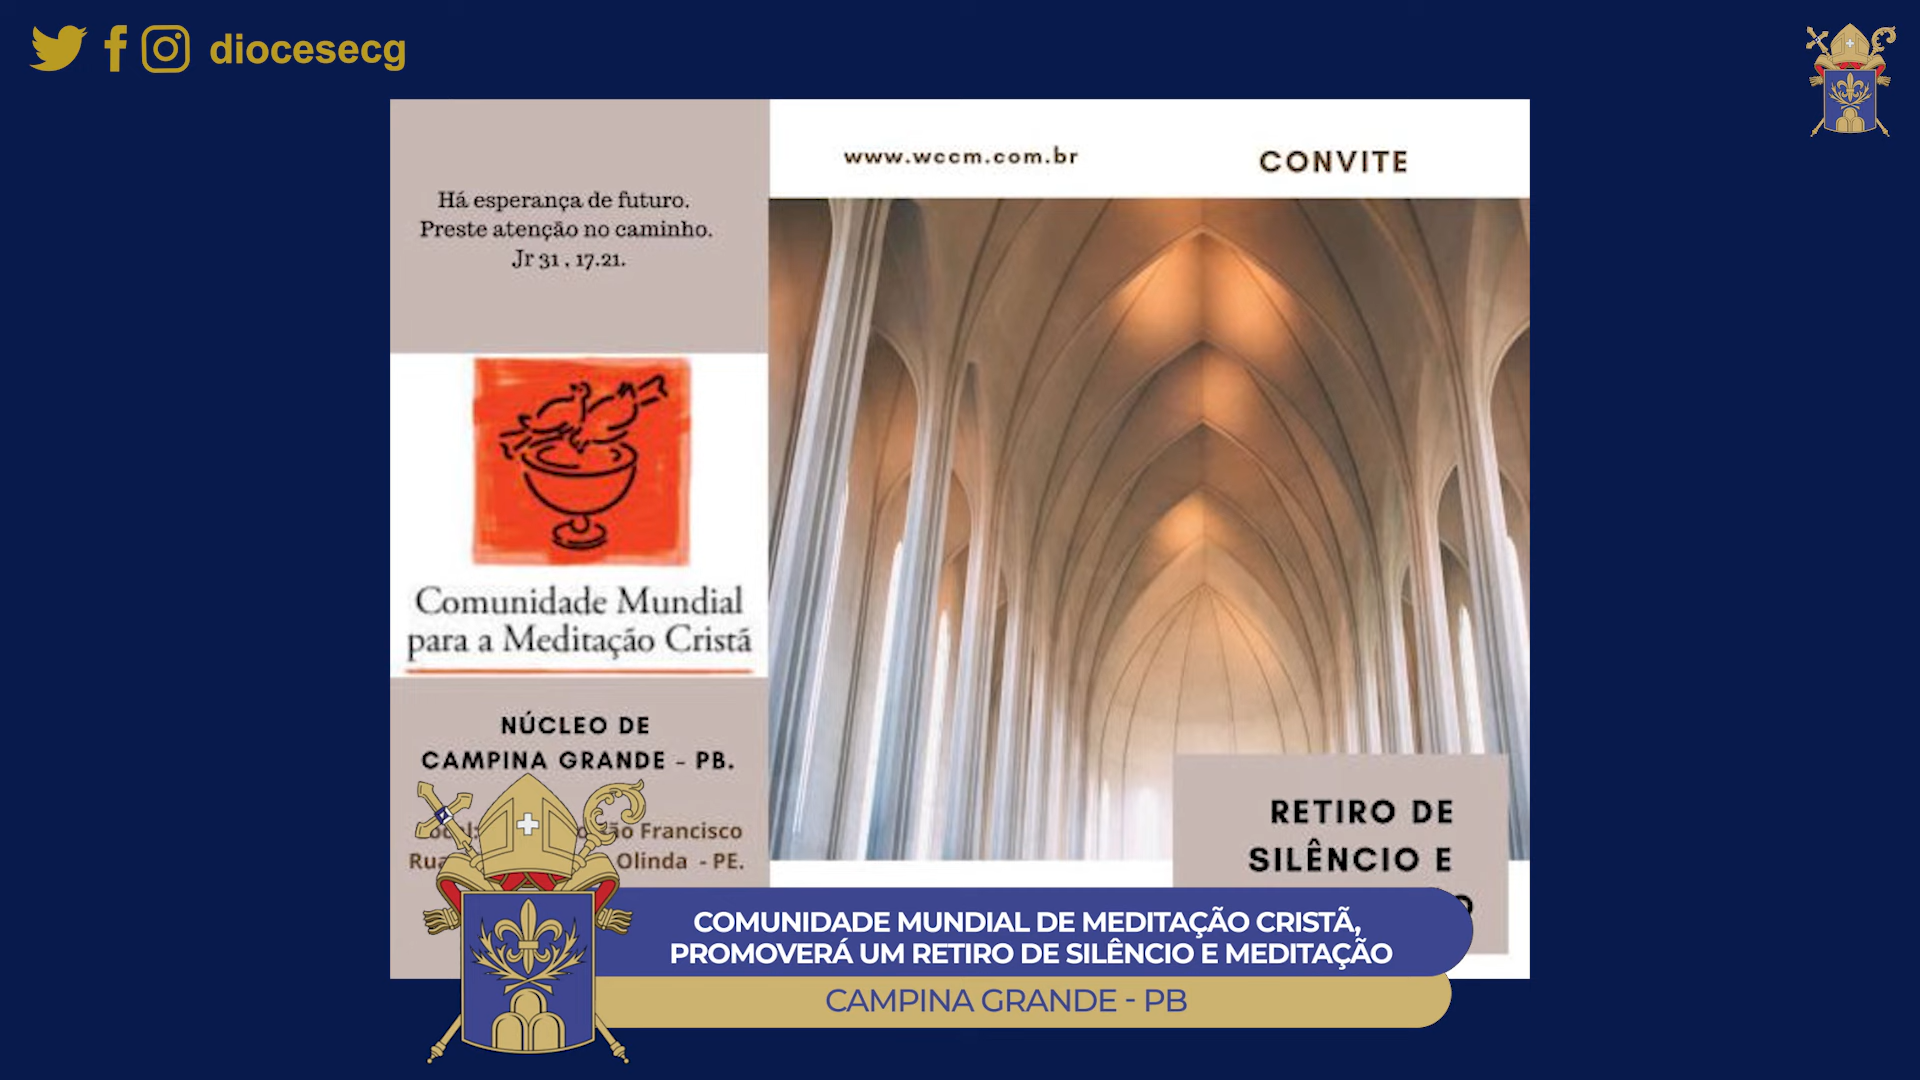 diocesecg
www.wccm.com.br
CONVITE
Há esperança de futuro.
Preste atenção no caminho.
Jr 31 , 17.21.
Comunidade Mundial
para a Meditação Cristã
NÚCLEO DE
CAMPINA GRANDE - PB.
São Francisco
Rua Olinda - PE.
RETIRO DE
SILÊNCIO E
COMUNIDADE MUNDIAL DE MEDITAÇÃO CRISTÃ,
PROMOVERÁ UM RETIRO DE SILÊNCIO E MEDITAÇÃO
CAMPINA GRANDE - PB